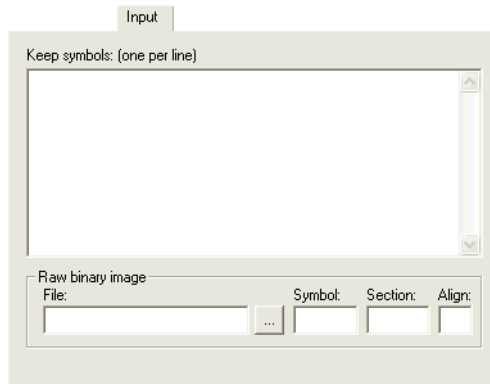 Input
Keep symbols: (one per line)
Raw binary image
File: Symbol: Section: Align:
...